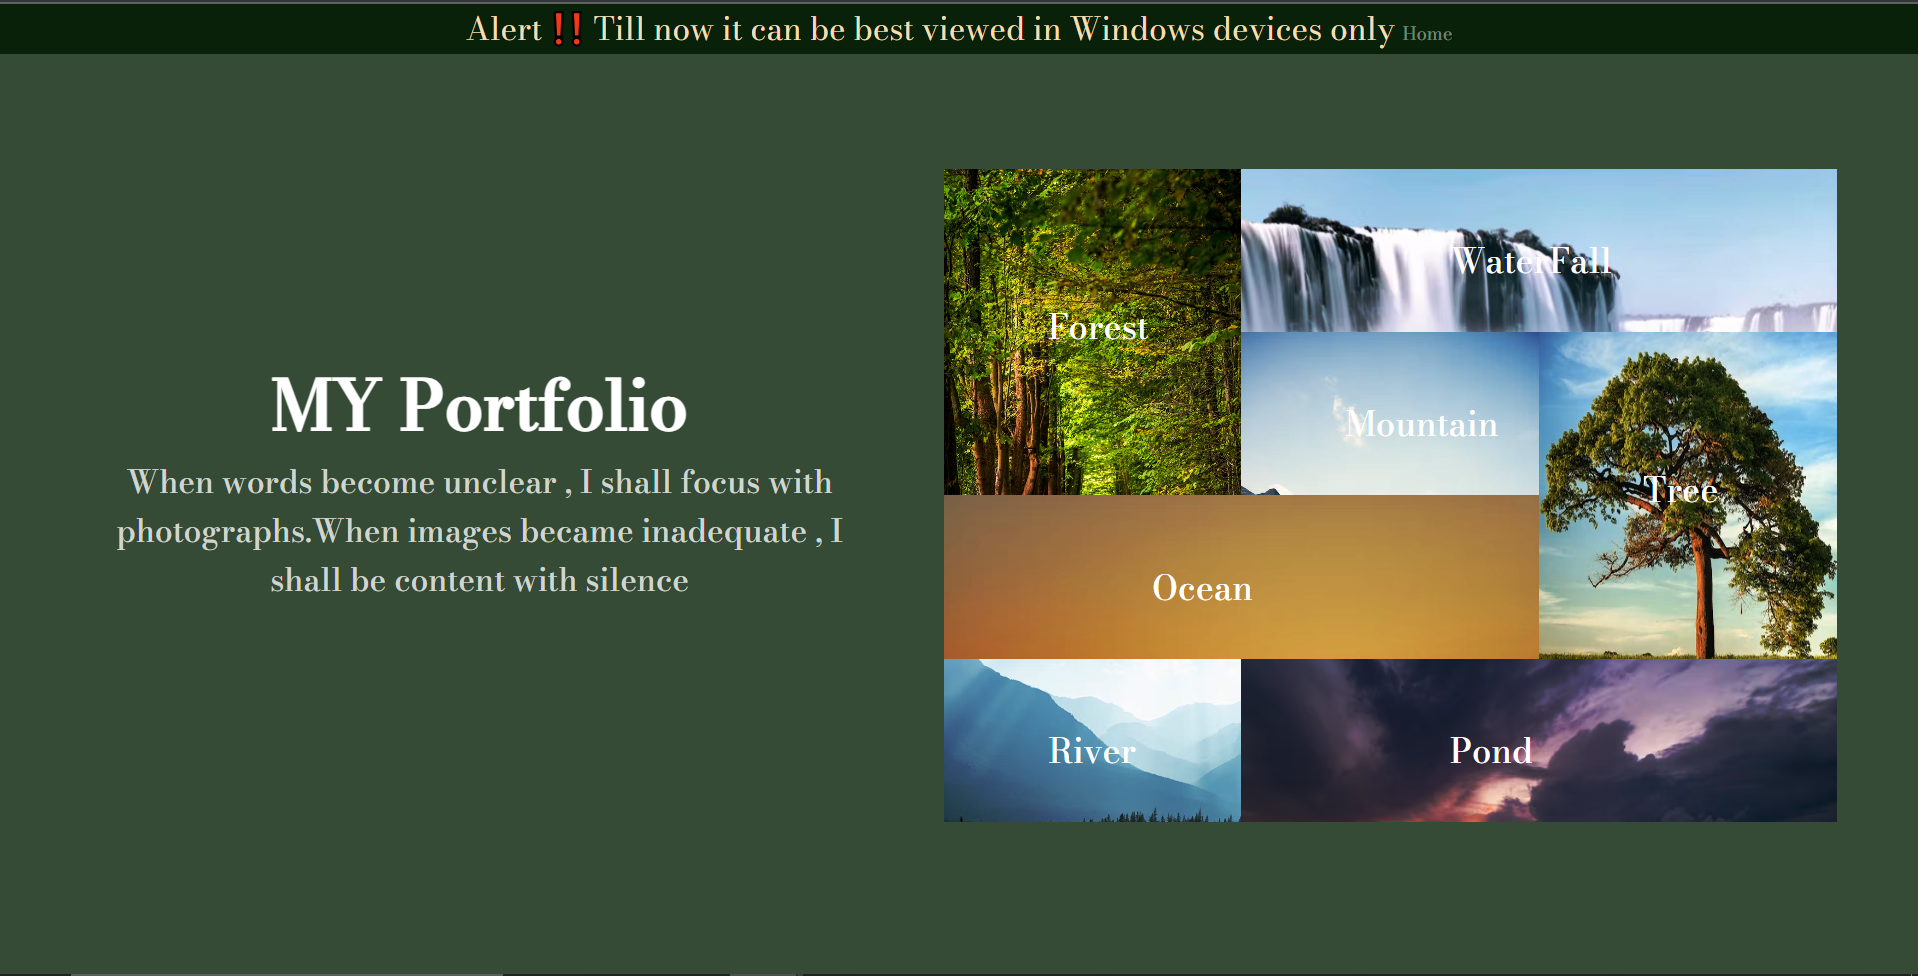 Alert ‼️ Till now it can be best viewed in Windows devices only Home
MY Portfolio
When words become unclear , I shall focus with
photographs.When images became inadequate , I
shall be content with silence
Forest
WaterFall
Mountain
Tree
Ocean
River
Pond